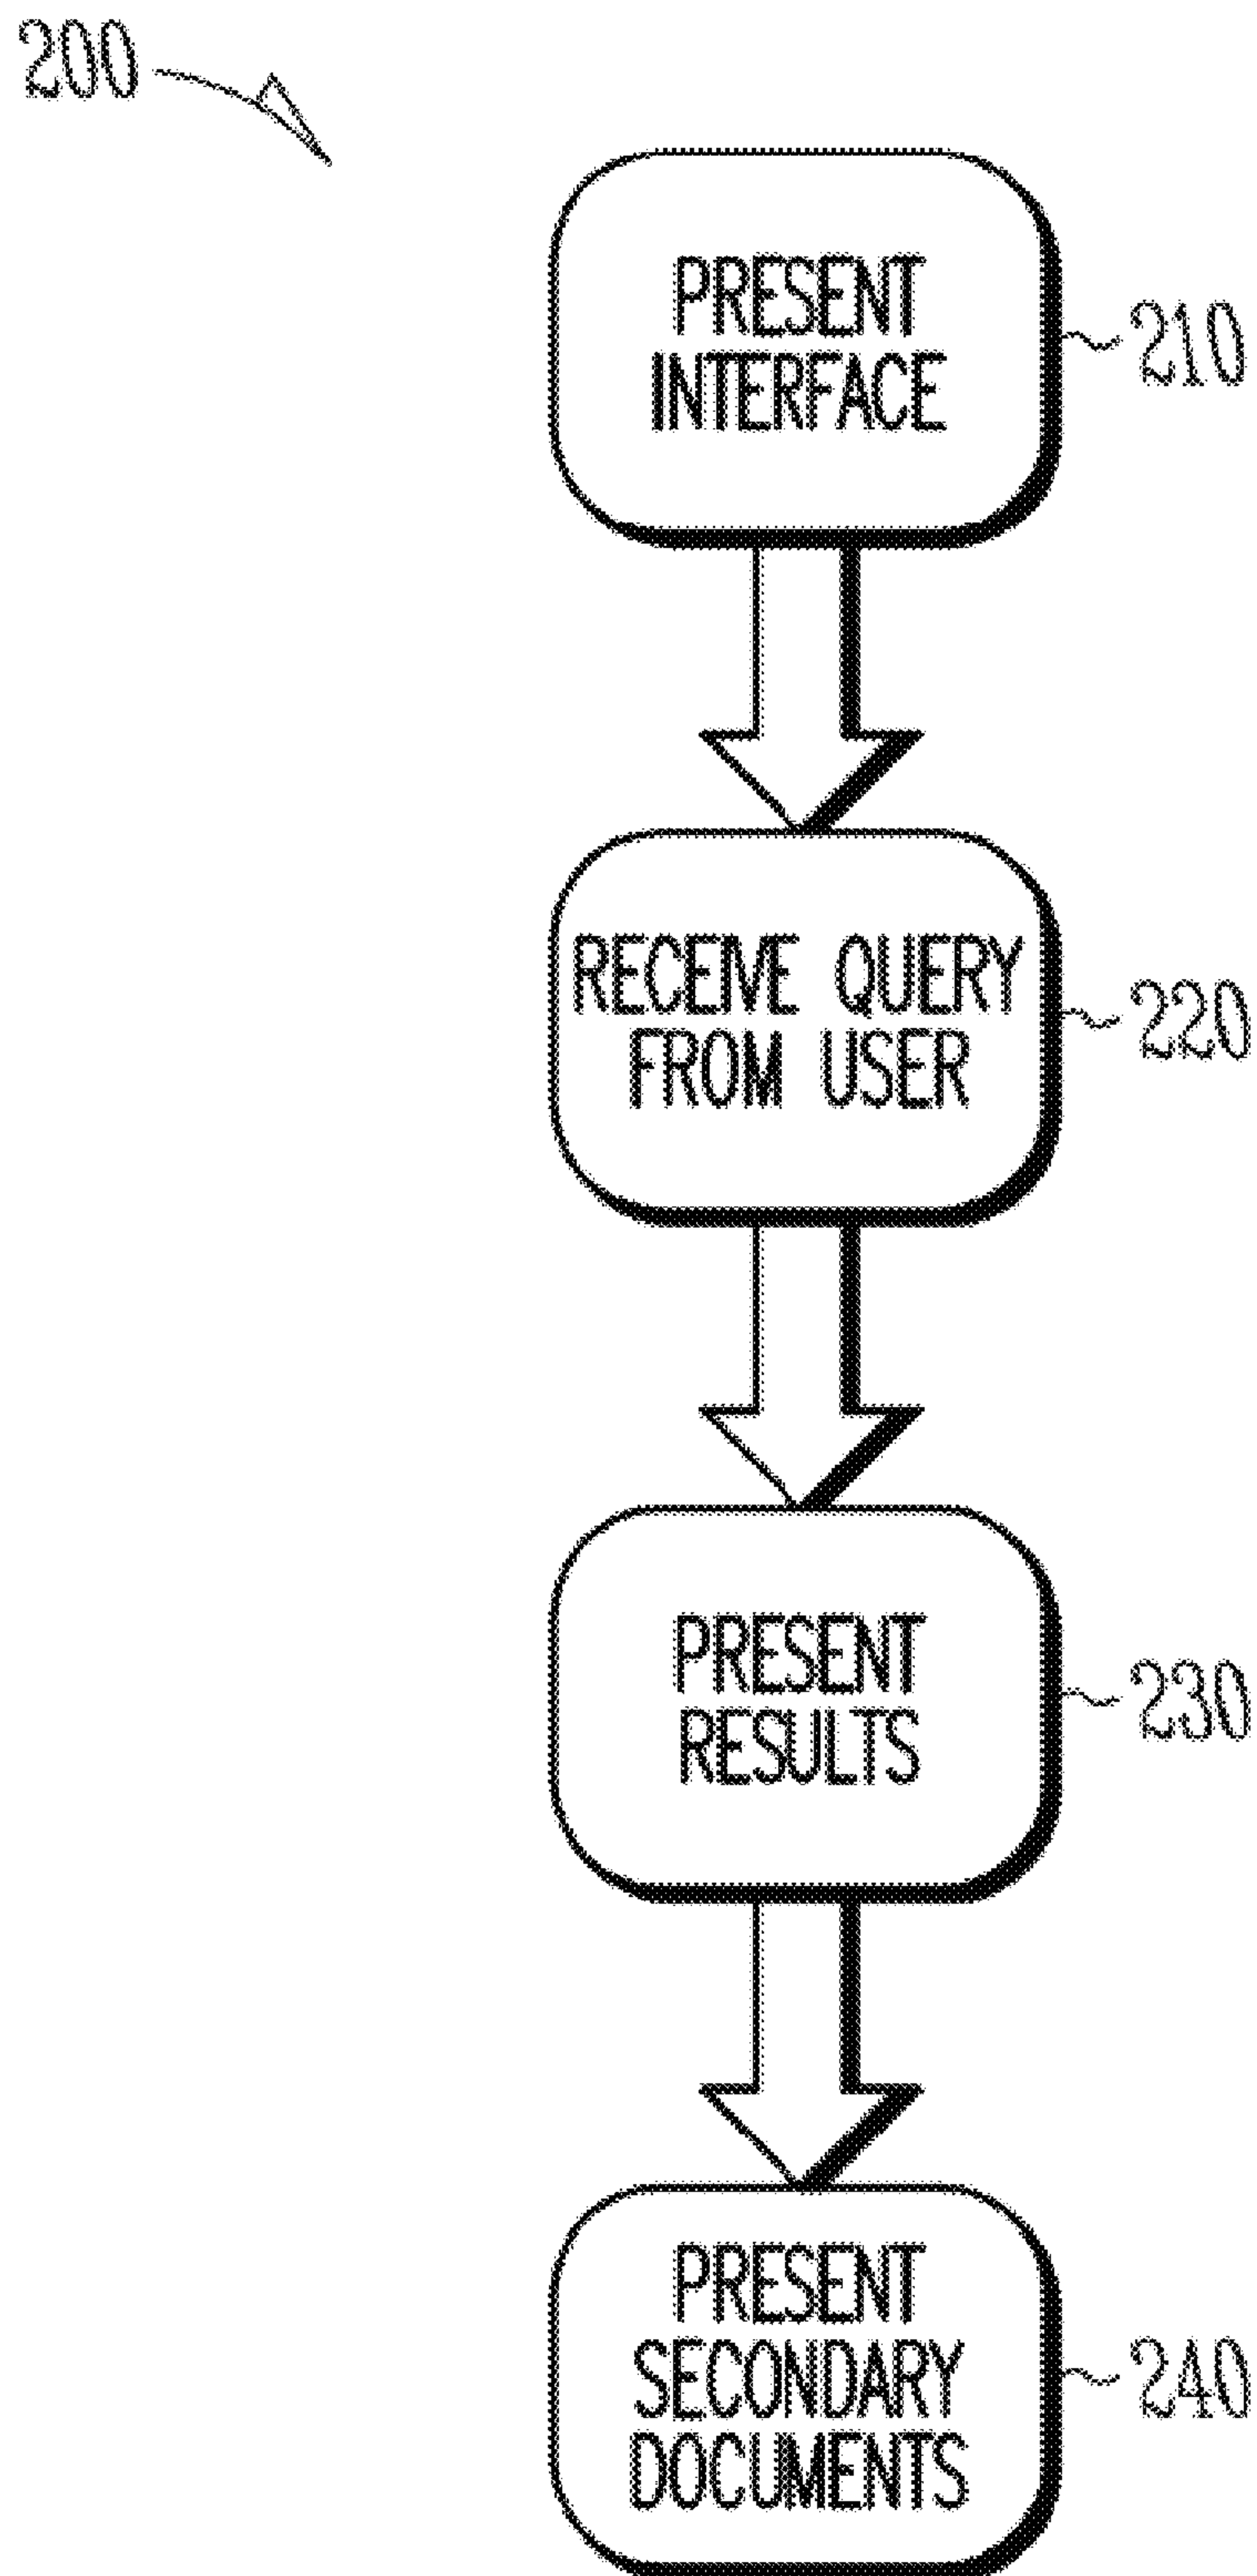 200
PRESENT
INTERFACE
210
RECEIVE QUERY
FROM USER
220
PRESENT
RESULTS
230
PRESENT
SECONDARY
DOCUMENTS
240